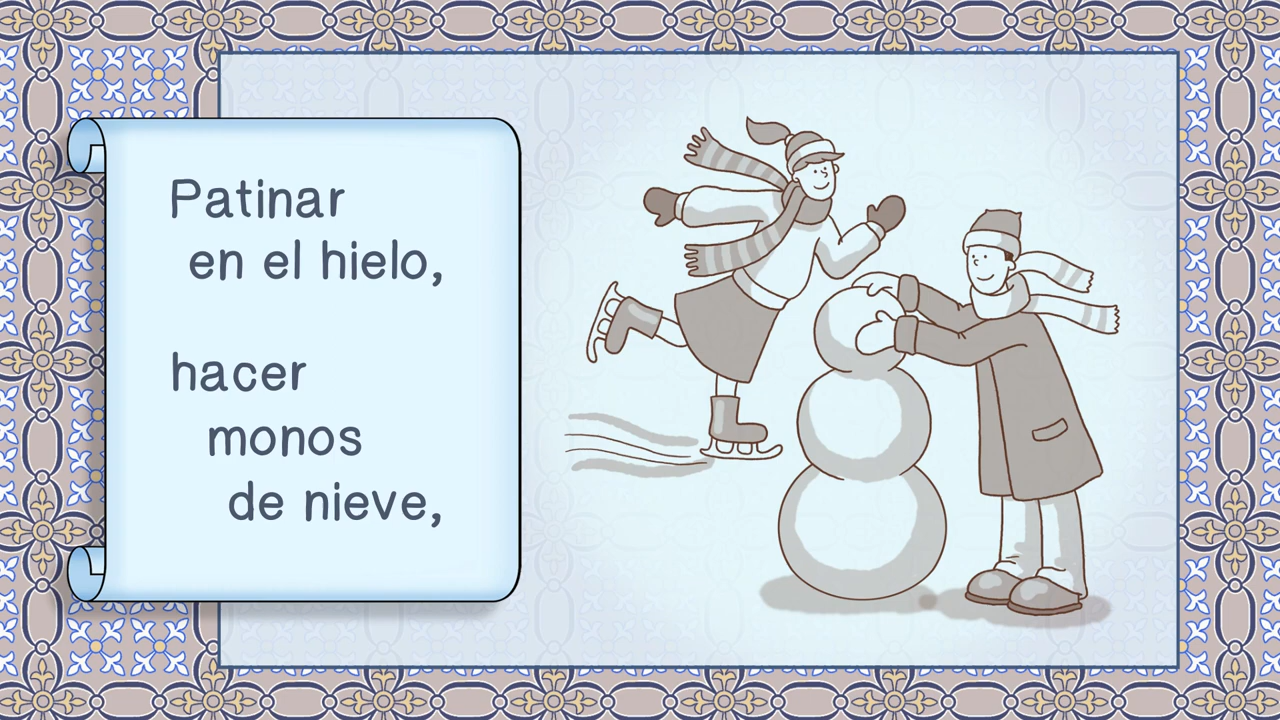 Patinar
en el hielo,
hacer
monos
de nieve,